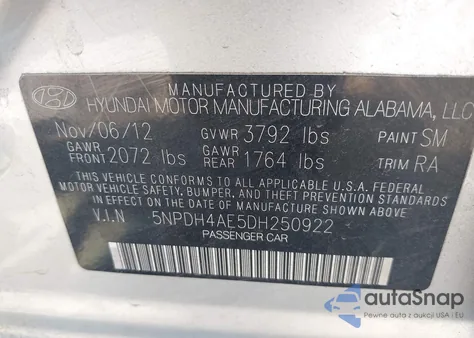 MANUFACTURED BY
HYUNDAI MOTOR MANUFACTURING ALABAMA, LLC
Nov/06/12 GVWR 3792 lbs PAINT SM
GAWR FRONT 2072 lbs GAWR REAR 1764 lbs TRIM RA
THIS VEHICLE CONFORMS TO ALL APPLICABLE U.S.A. FEDERAL
MOTOR VEHICLE SAFETY, BUMPER, AND THEFT PREVENTION STANDARDS
IN EFFECT ON THE DATE OF MANUFACTURE SHOWN ABOVE.
V.I.N 5NPDH4AE5DH250922
PASSENGER CAR
autoSnap
Pewne auta z aukcji USA i EU